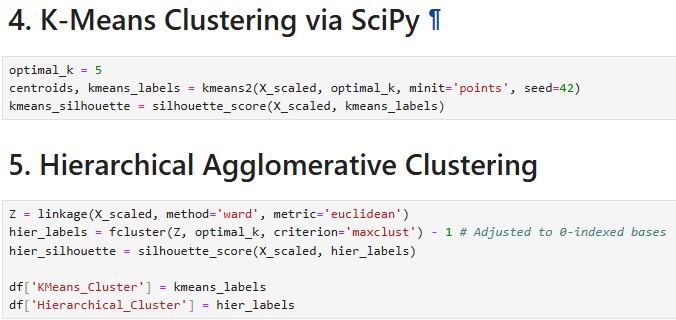 4. K-Means Clustering via SciPy ¶
optimal_k = 5
centroids, kmeans_labels = kmeans2(X_scaled, optimal_k, minit='points', seed=42)
kmeans_silhouette = silhouette_score(X_scaled, kmeans_labels)
5. Hierarchical Agglomerative Clustering
Z = linkage(X_scaled, method='ward', metric='euclidean')
hier_labels = fcluster(Z, optimal_k, criterion='maxclust') - 1 # Adjusted to 0-indexed bases
hier_silhouette = silhouette_score(X_scaled, hier_labels)
df['KMeans_Cluster'] = kmeans_labels
df['Hierarchical_Cluster'] = hier_labels